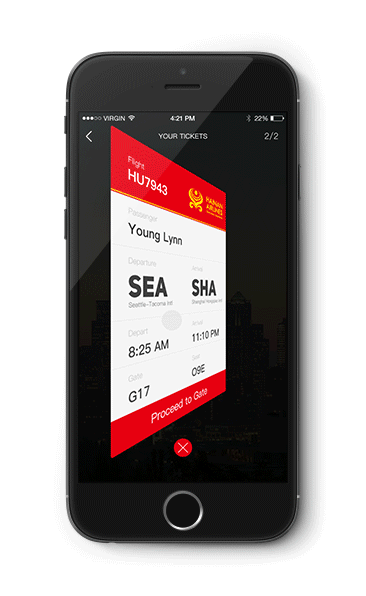 VIRGIN 4:21 PM 22%
YOUR TICKETS 2/2
Flight
HU7943
HAINAN
AIRLINES
Passenger
Young Lynn
Departure Arrival
SEA SHA
Seattle-Tacoma Intl Shanghai Hongqiao Intl
Depart Arrival
8:25 AM 11:10 PM
Gate Seat
G17 O9E
Proceed to Gate